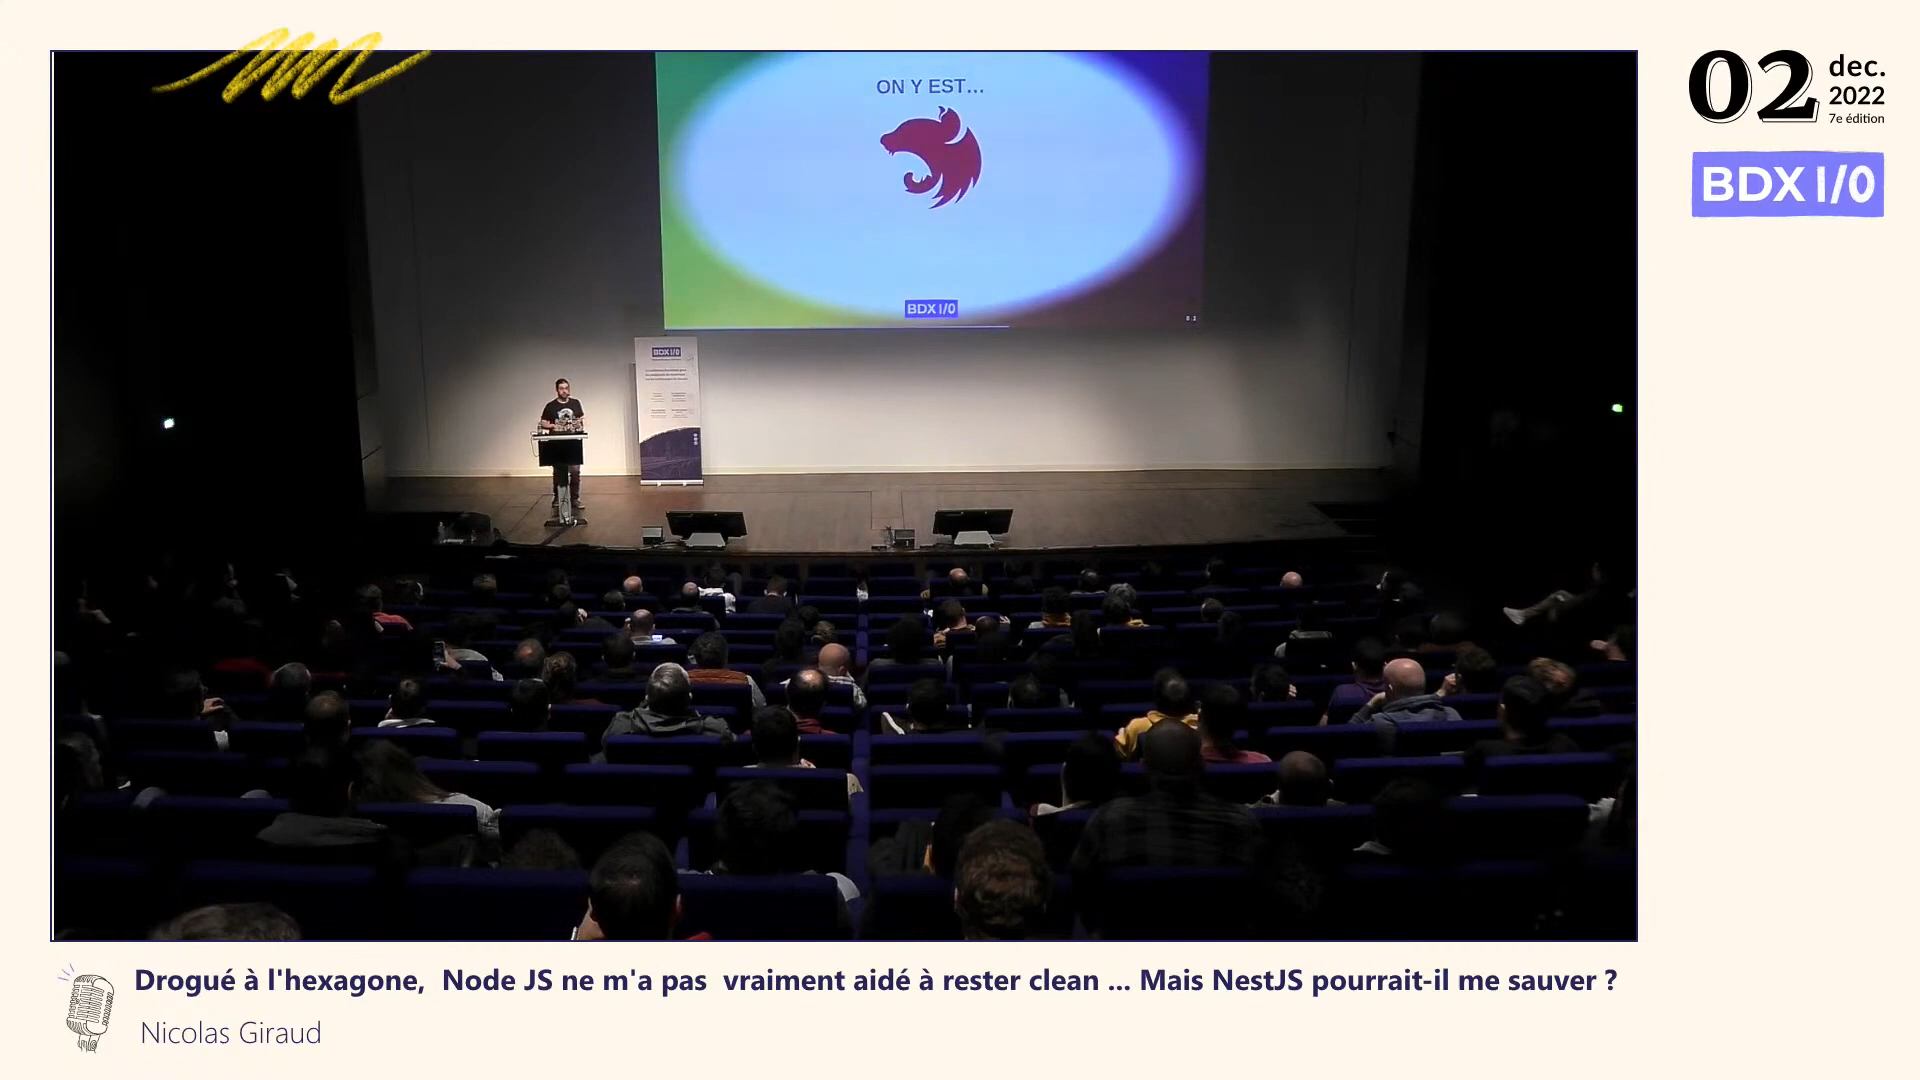 ON Y EST...
BDX I/O
BDX I/O
02 dec.
2022
7e édition
BDX I/O
Drogué à l'hexagone, Node JS ne m'a pas vraiment aidé à rester clean ... Mais NestJS pourrait-il me sauver ?
Nicolas Giraud